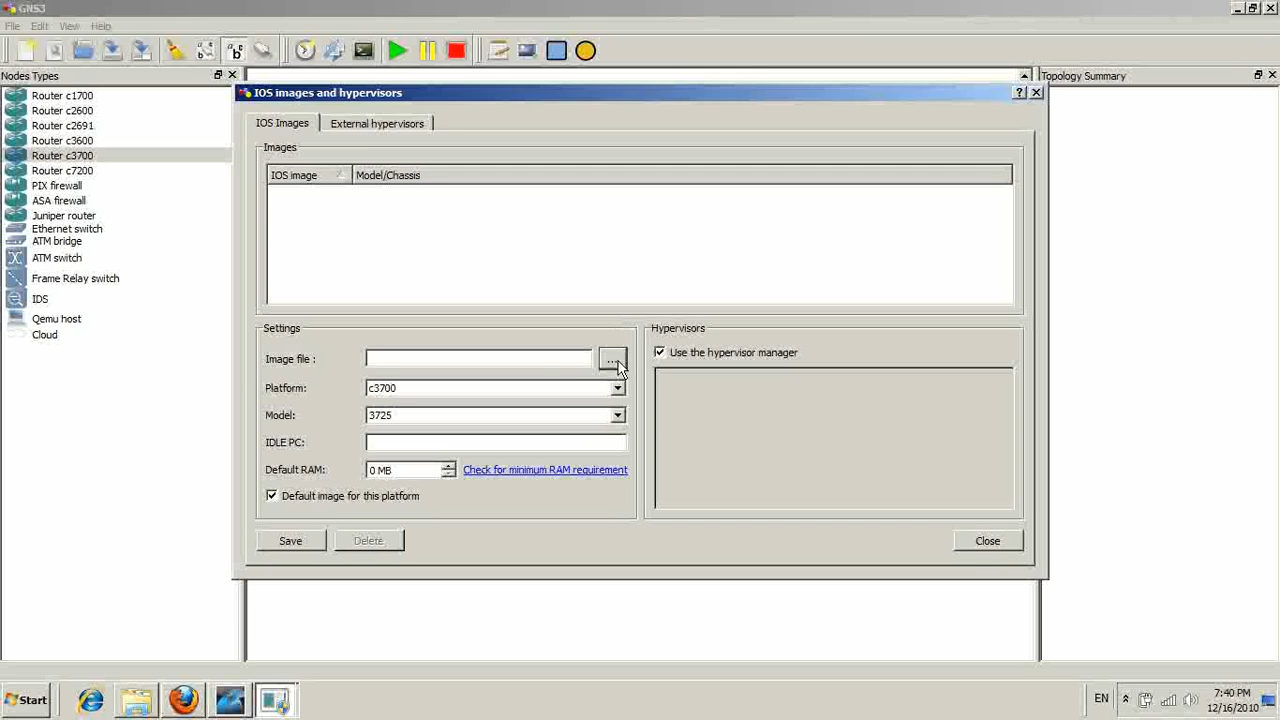 GNS3
File Edit View Help
Nodes Types
Router c1700
Router c2600
Router c2691
Router c3600
Router c3700
Router c7200
PIX firewall
ASA firewall
Juniper router
Ethernet switch
ATM bridge
ATM switch
Frame Relay switch
IDS
Qemu host
Cloud
IOS images and hypervisors
IOS Images External hypervisors
Images
IOS image Model/Chassis
Settings
Image file :
...
Platform: c3700
Model: 3725
IDLE PC:
Default RAM: 0 MB Check for minimum RAM requirement
Default image for this platform
Save Delete
Hypervisors
Use the hypervisor manager
Close
Topology Summary
Start
EN
7:40 PM
12/16/2010